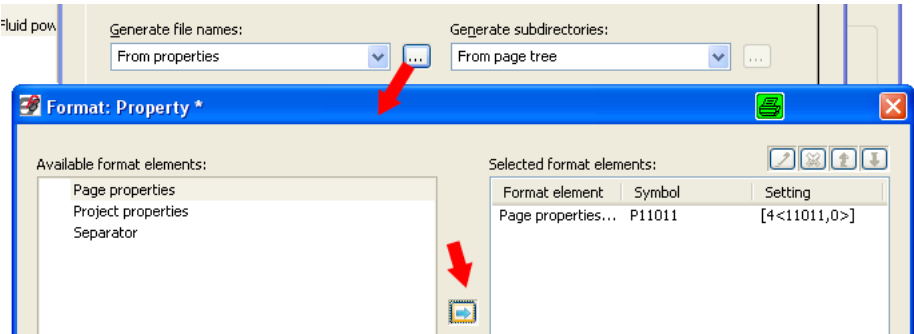 Fluid pow
Generate file names:
Generate subdirectories:
From properties
...
From page tree
...
Format: Property *
Available format elements:
Selected format elements:
Page properties
Project properties
Separator
Format element Symbol Setting
Page properties... P11011 [4<11011,0>]